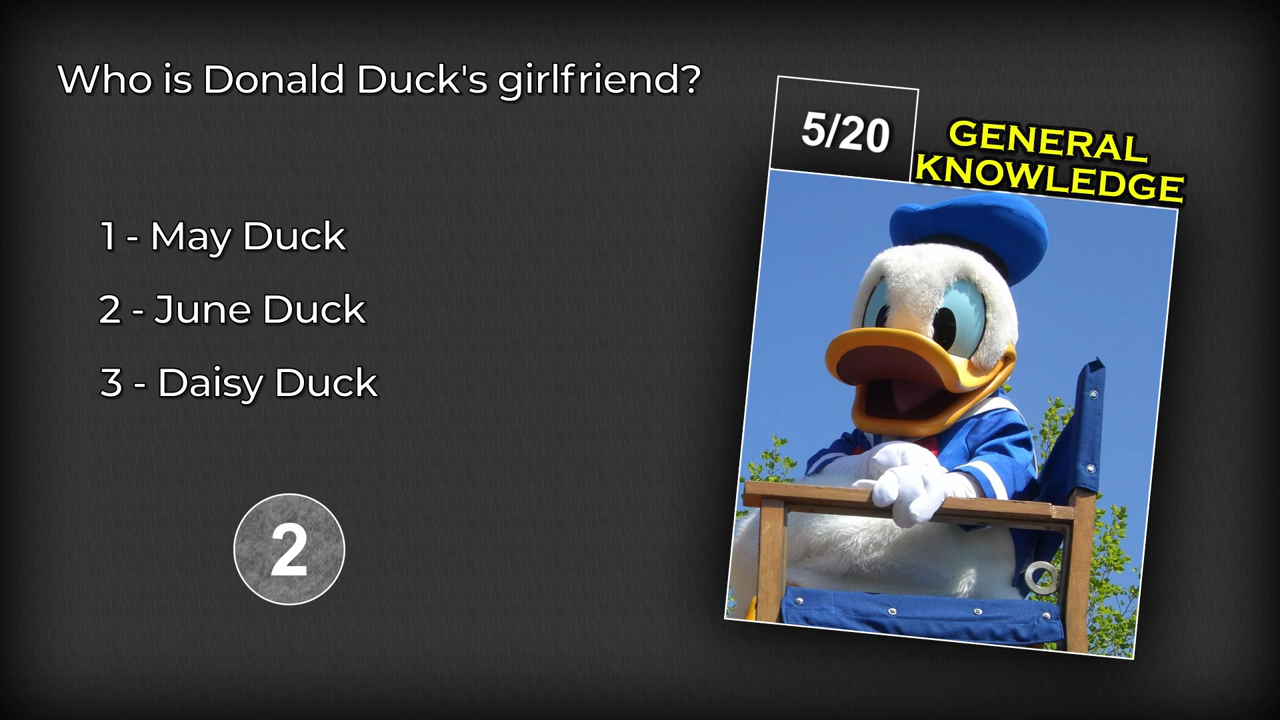 Who is Donald Duck's girlfriend?
5/20
GENERAL
KNOWLEDGE
1 - May Duck
2 - June Duck
3 - Daisy Duck
2